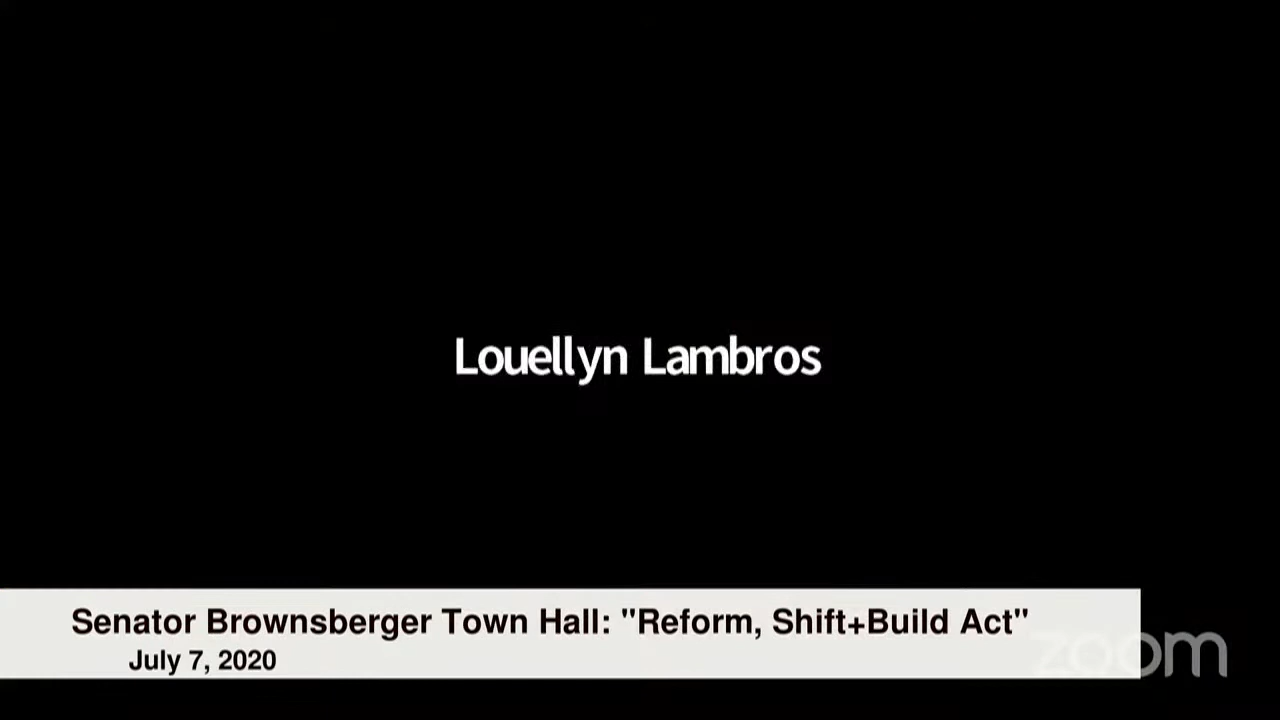 Louellyn Lambros
Senator Brownsberger Town Hall: "Reform, Shift+Build Act"
July 7, 2020
zoom